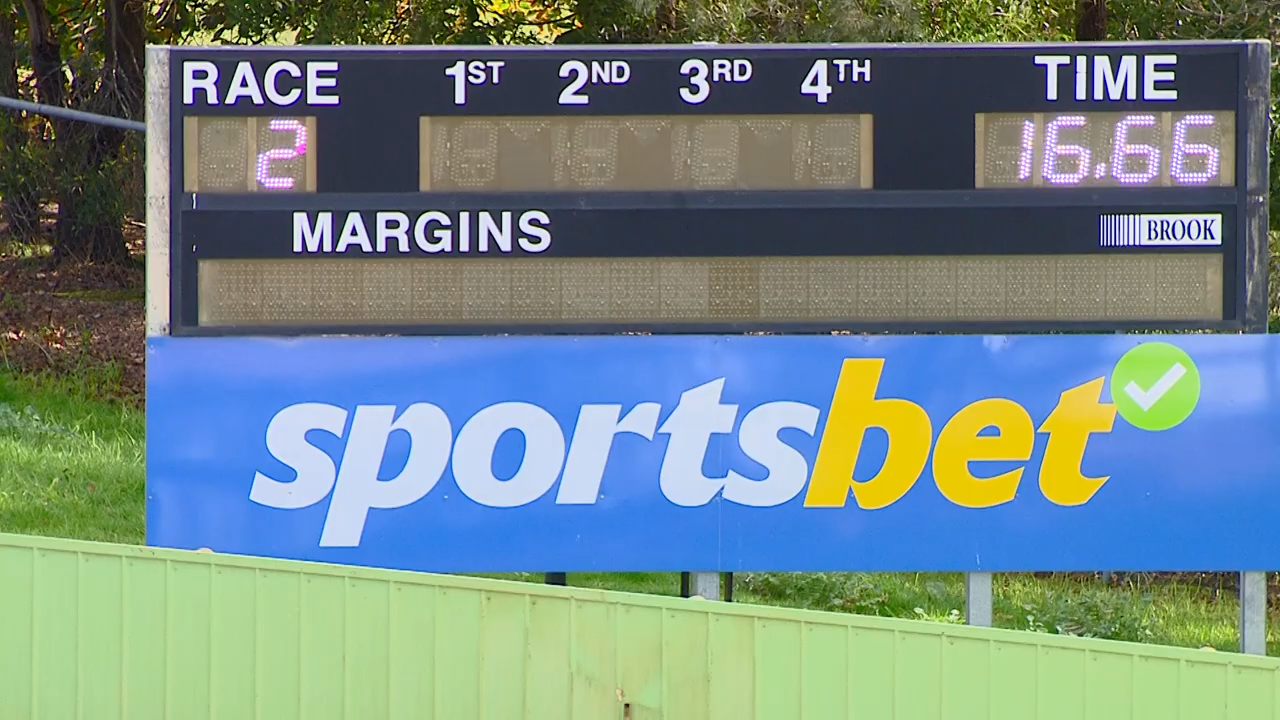 RACE 1ST 2ND 3RD 4TH TIME
2 16.66
MARGINS
BROOK
sportsbet